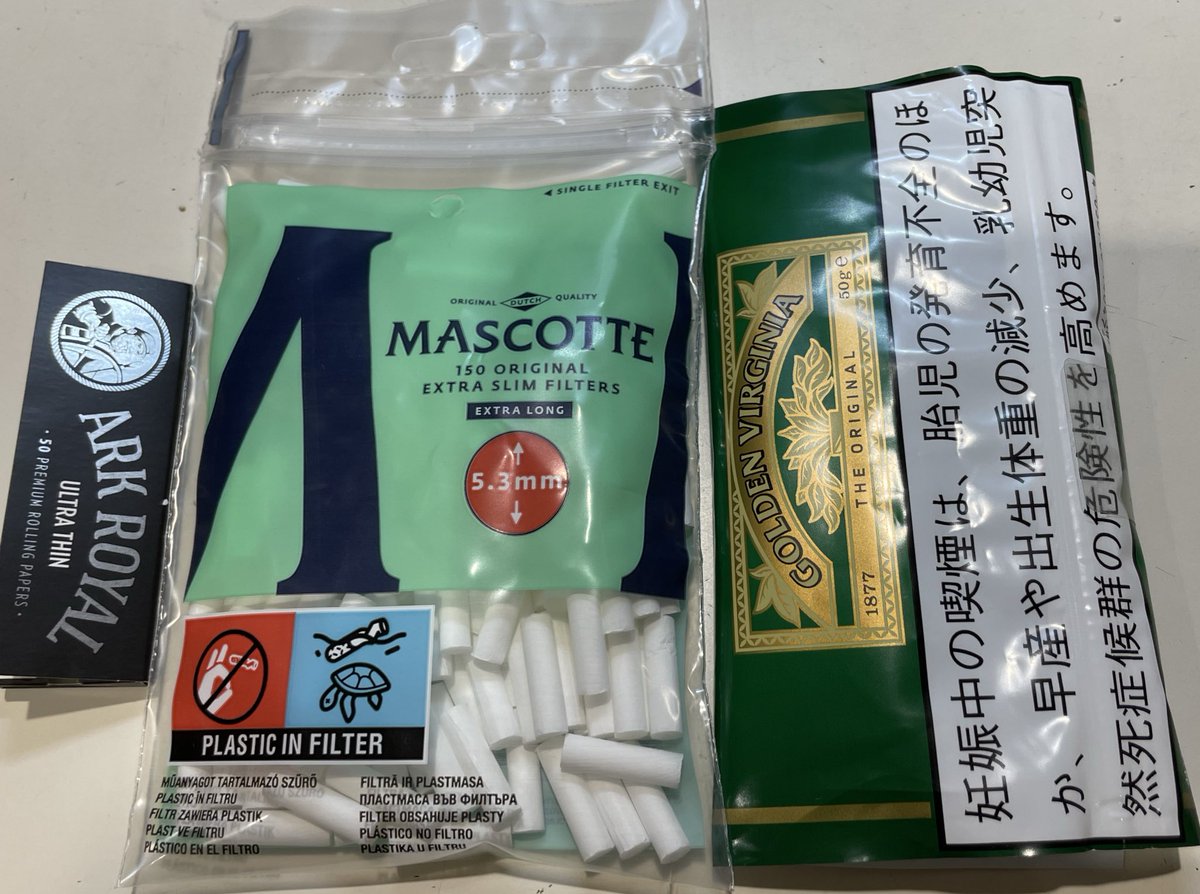 ARK ROYAL
ULTRA THIN
· 50 PREMIUM ROLLING PAPERS ·
◀ SINGLE FILTER EXIT
ORIGINAL DUTCH QUALITY
MASCOTTE
150 ORIGINAL
EXTRA SLIM FILTERS
EXTRA LONG
5.3mm
PLASTIC IN FILTER
MŰANYAGOT TARTALMAZÓ SZŰRŐ
PLASTIC ÎN FILTRU
FILTR ZAWIERA PLASTIK
PLAST VE FILTRU
PLÁSTICO EN EL FILTRO
FILTRĀ IR PLASTMASA
ПЛАСТМАСА ВЪВ ФИЛТЪРА
FILTER OBSAHUJE PLASTY
PLÁSTICO NO FILTRO
PLASTIKA U FILTRU
GOLDEN VIRGINIA
1877 THE ORIGINAL 50g e
妊娠中の喫煙は、胎児の発育不全のほ
か、早産や出生体重の減少、乳幼児突
然死症候群の危険性を高めます。